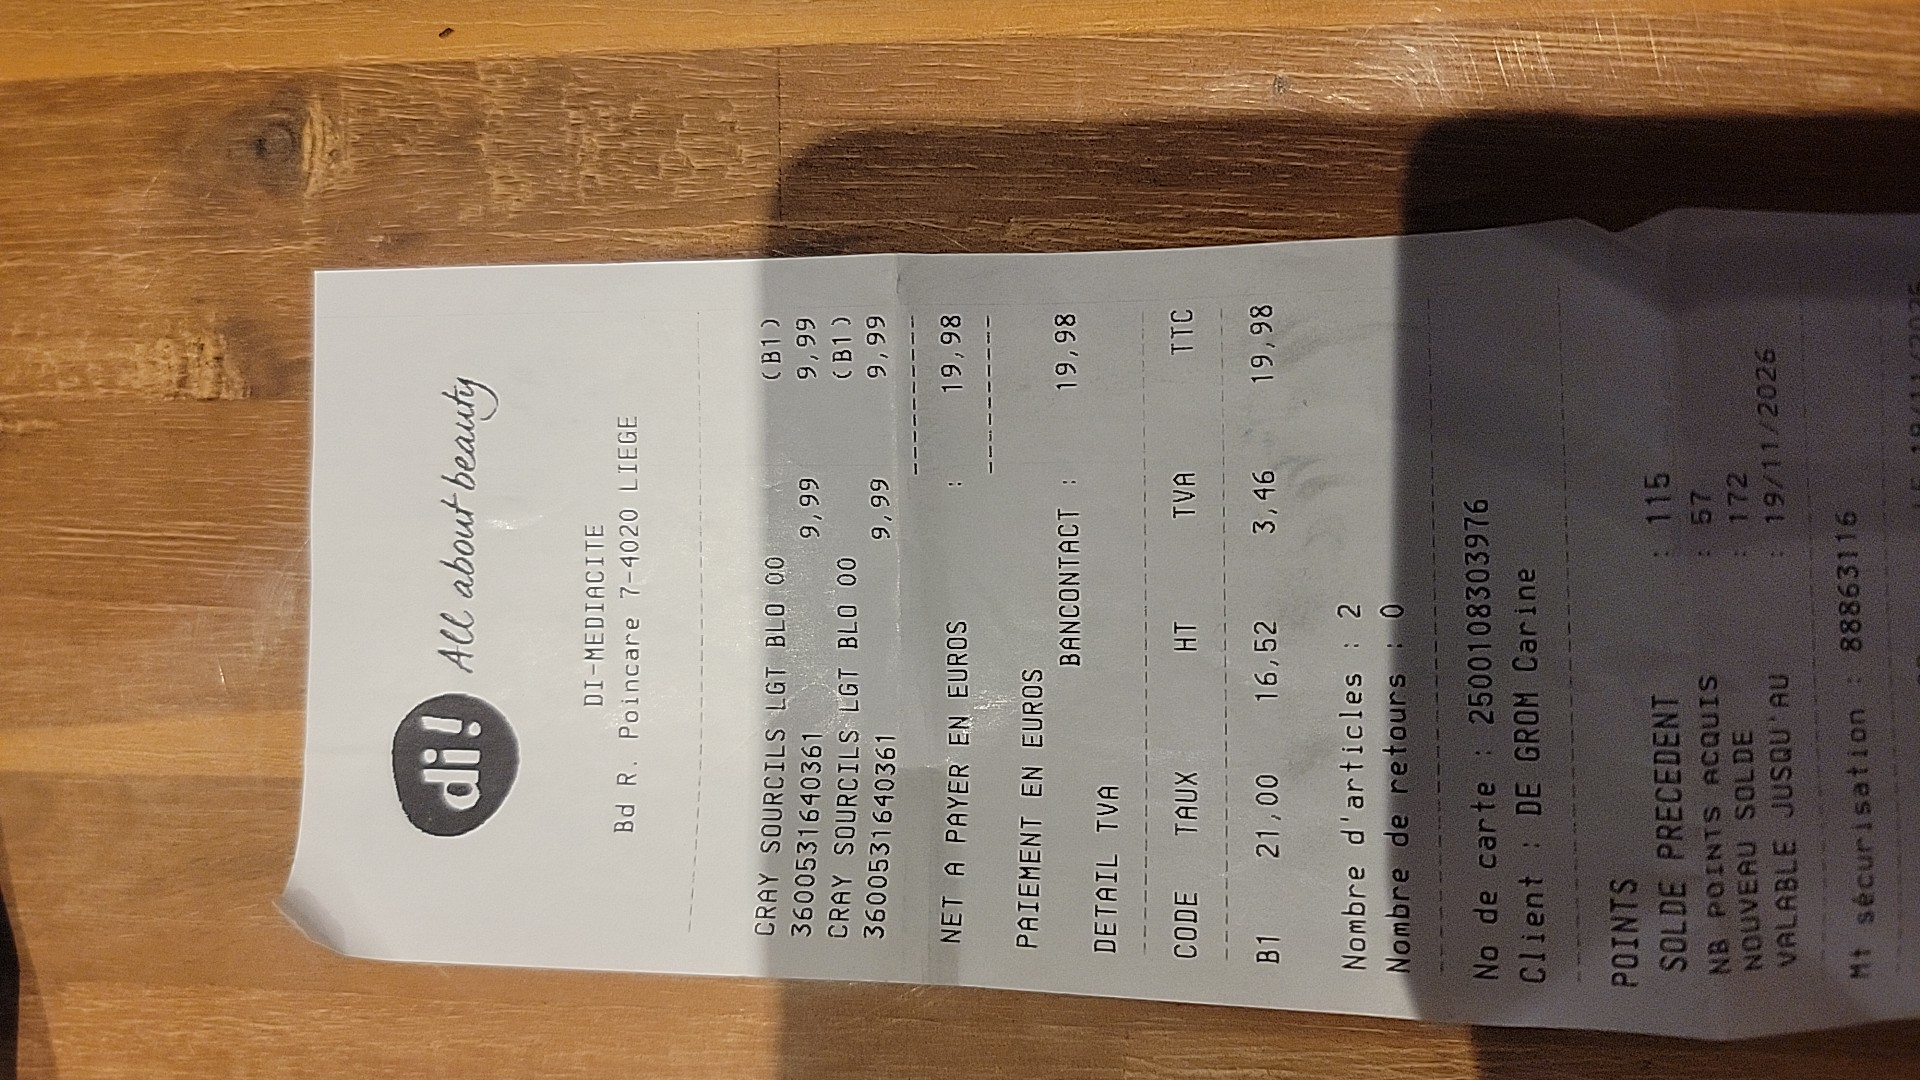 di! All about beauty
DI-MEDIACITE
Bd R. Poincare 7-4020 LIEGE
CRAY SOURCILS LGT BLO 00 (B1)
3600531640361 9,99 9,99
CRAY SOURCILS LGT BLO 00 (B1)
3600531640361 9,99 9,99
NET A PAYER EN EUROS : 19,98
PAIEMENT EN EUROS
BANCONTACT : 19,98
DETAIL TVA
CODE TAUX HT TVA TTC
B1 21,00 16,52 3,46 19,98
Nombre d'articles : 2
Nombre de retours : 0
No de carte : 2500108303976
Client : DE GROM Carine
POINTS
SOLDE PRECEDENT : 115
NB POINTS ACQUIS : 57
NOUVEAU SOLDE : 172
VALABLE JUSQU'AU : 19/11/2026
Mt sécurisation : 88863116